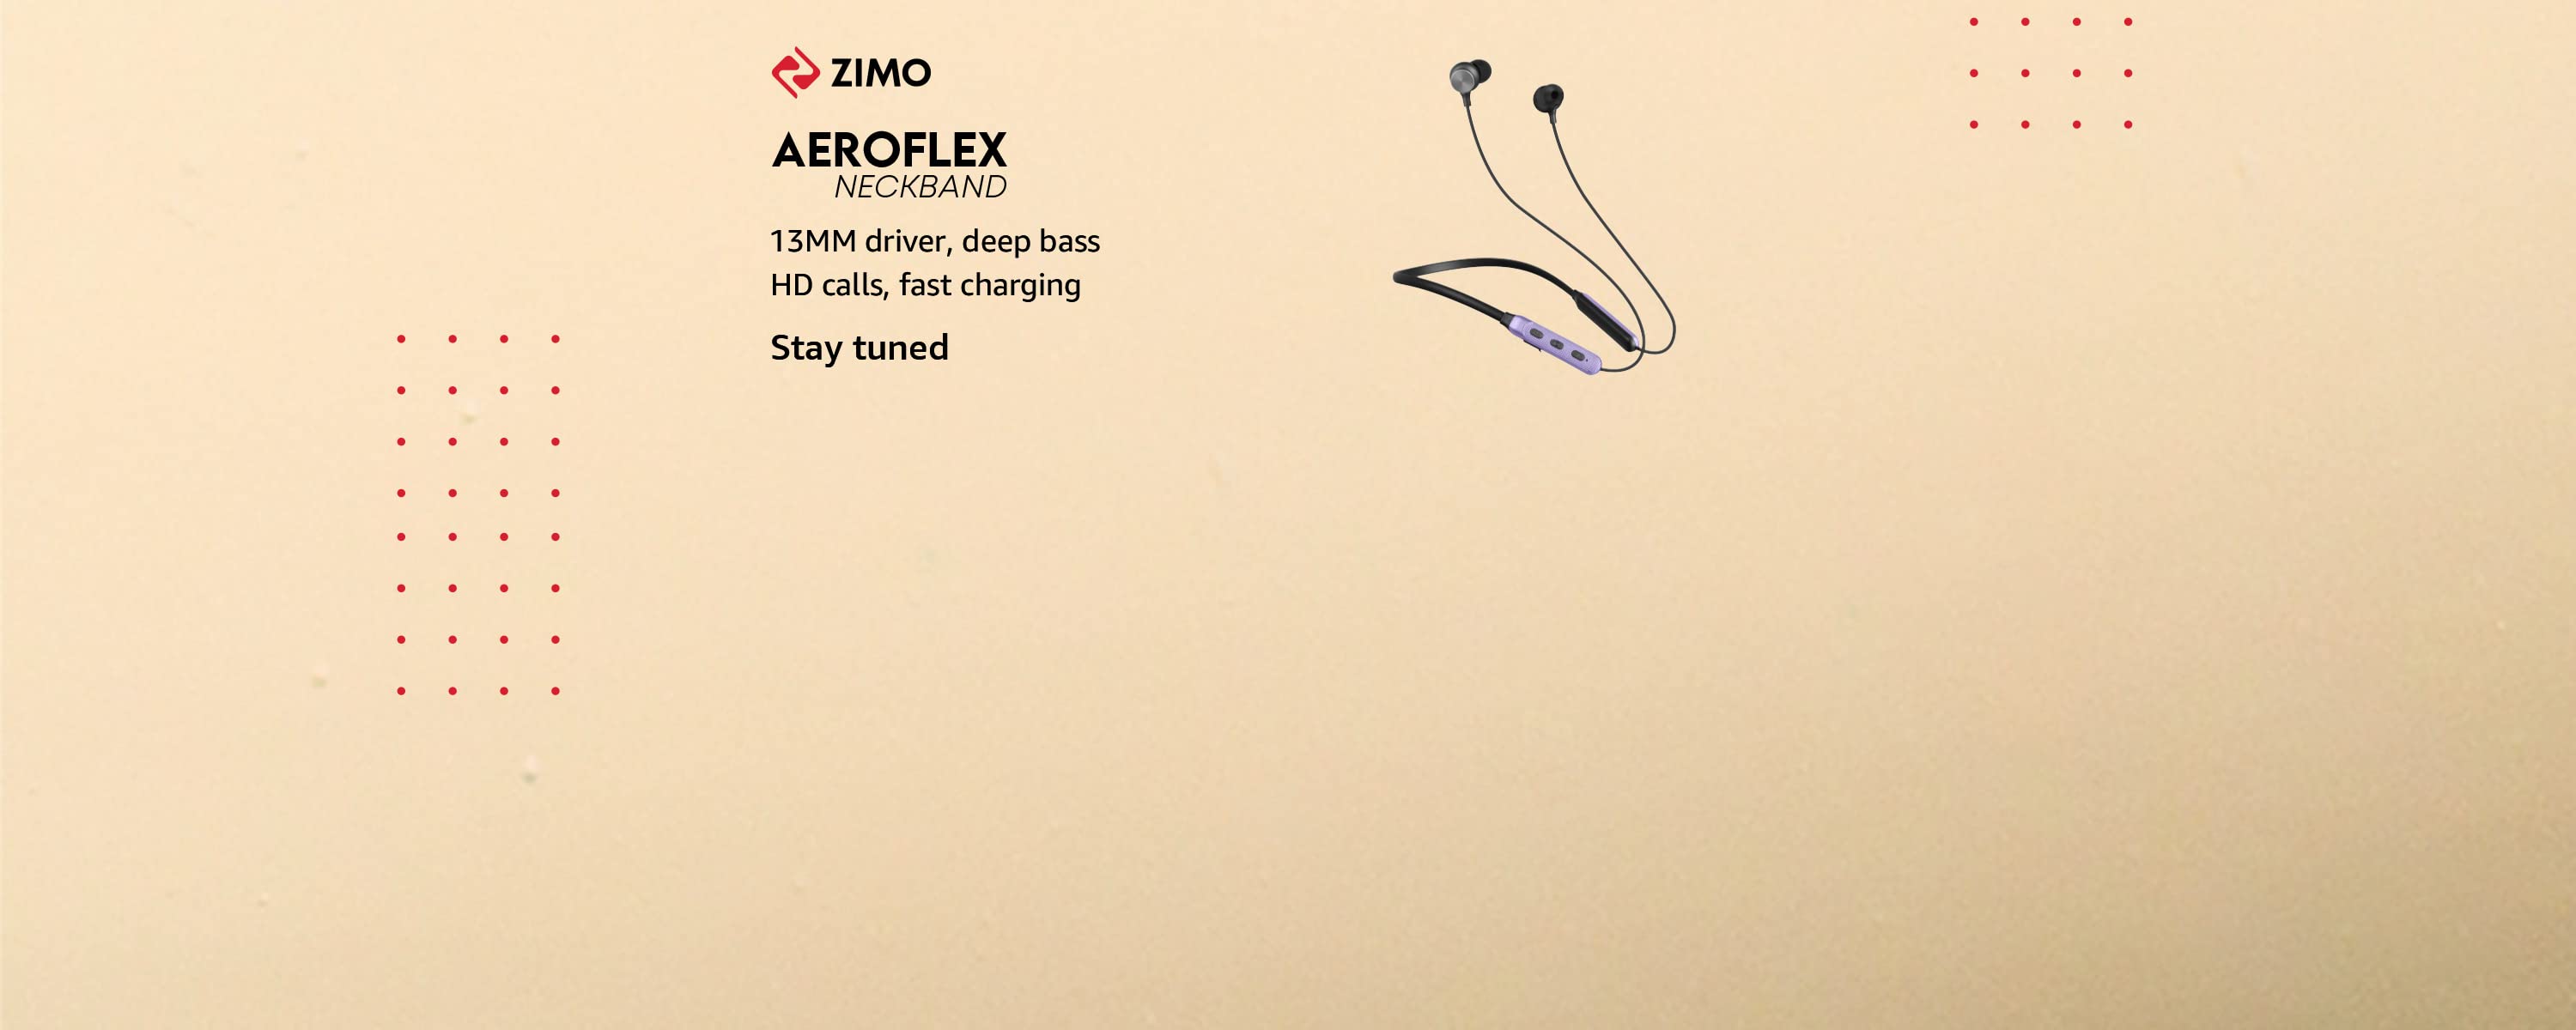 ZIMO
AEROFLEX
NECKBAND
13MM driver, deep bass
HD calls, fast charging
Stay tuned